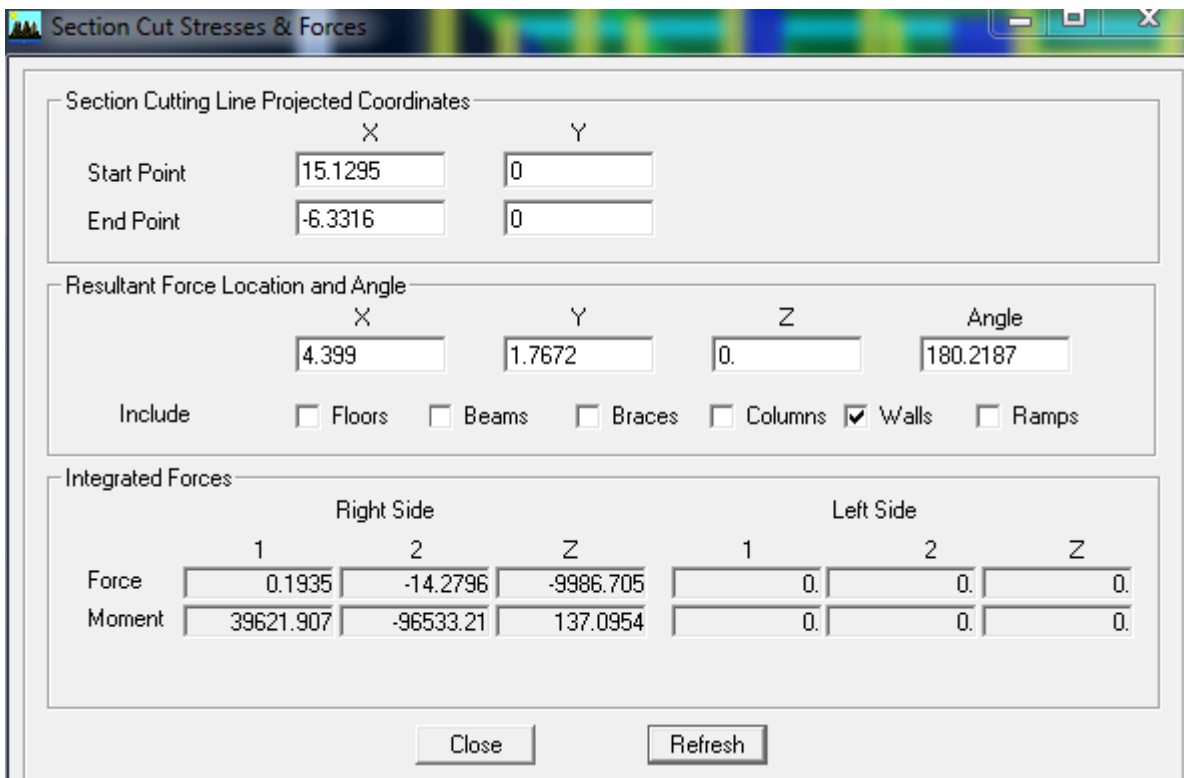 Section Cut Stresses & Forces
Section Cutting Line Projected Coordinates
X Y
Start Point 15.1295 0
End Point -6.3316 0
Resultant Force Location and Angle
X Y Z Angle
4.399 1.7672 0. 180.2187
Include Floors Beams Braces Columns Walls Ramps
Integrated Forces
Right Side Left Side
1 2 Z 1 2 Z
Force 0.1935 -14.2796 -9986.705 0. 0. 0.
Moment 39621.907 -96533.21 137.0954 0. 0. 0.
Close Refresh